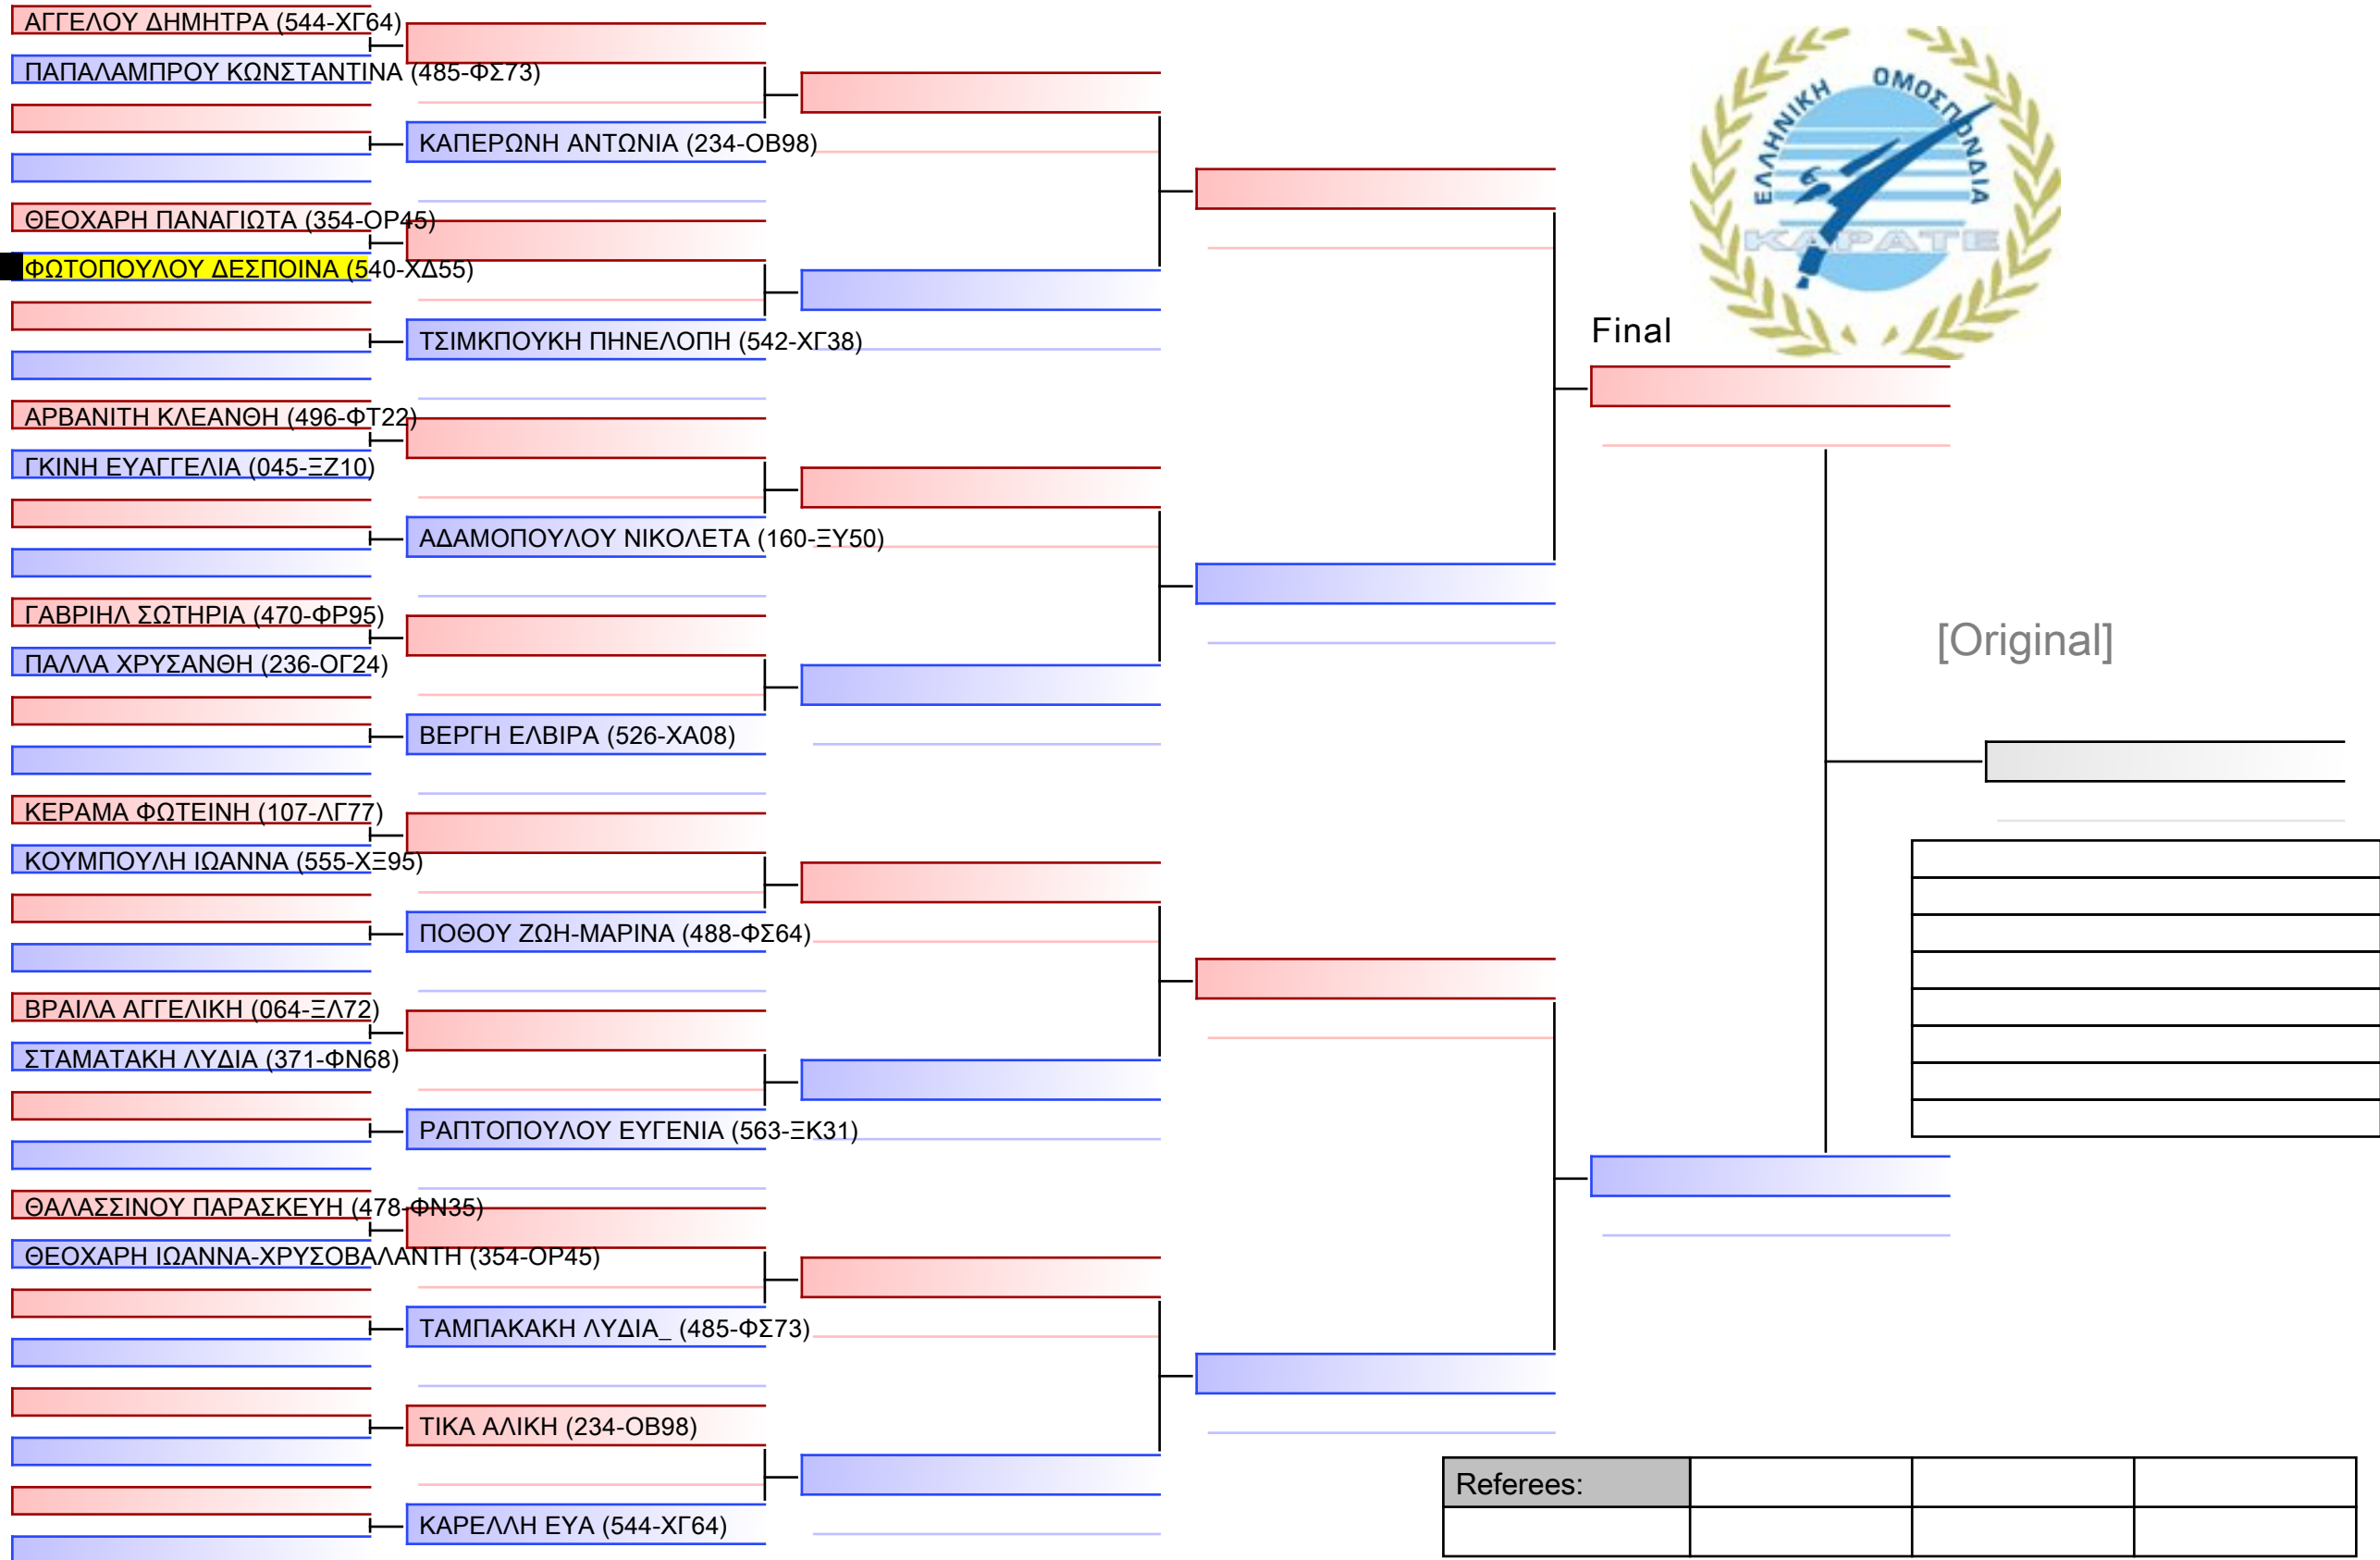 ΑΓΓΕΛΟΥ ΔΗΜΗΤΡΑ (544-ΧΓ64)
ΠΑΠΑΛΑΜΠΡΟΥ ΚΩΝΣΤΑΝΤΙΝΑ (485-ΦΣ73)
ΚΑΠΕΡΩΝΗ ΑΝΤΩΝΙΑ (234-ΟΒ98)
ΘΕΟΧΑΡΗ ΠΑΝΑΓΙΩΤΑ (354-ΟΡ45)
ΦΩΤΟΠΟΥΛΟΥ ΔΕΣΠΟΙΝΑ (540-ΧΔ55)
ΤΣΙΜΚΠΟΥΚΗ ΠΗΝΕΛΟΠΗ (542-ΧΓ38)
ΑΡΒΑΝΙΤΗ ΚΛΕΑΝΘΗ (496-ΦΤ22)
ΓΚΙΝΗ ΕΥΑΓΓΕΛΙΑ (045-ΞΖ10)
ΑΔΑΜΟΠΟΥΛΟΥ ΝΙΚΟΛΕΤΑ (160-ΞΥ50)
ΓΑΒΡΙΗΛ ΣΩΤΗΡΙΑ (470-ΦΡ95)
ΠΑΛΛΑ ΧΡΥΣΑΝΘΗ (236-ΟΓ24)
ΒΕΡΓΗ ΕΛΒΙΡΑ (526-ΧΑ08)
ΚΕΡΑΜΑ ΦΩΤΕΙΝΗ (107-ΛΓ77)
ΚΟΥΜΠΟΥΛΗ ΙΩΑΝΝΑ (555-ΧΞ95)
ΠΟΘΟΥ ΖΩΗ-ΜΑΡΙΝΑ (488-ΦΣ64)
ΒΡΑΙΛΑ ΑΓΓΕΛΙΚΗ (064-ΞΛ72)
ΣΤΑΜΑΤΑΚΗ ΛΥΔΙΑ (371-ΦΝ68)
ΡΑΠΤΟΠΟΥΛΟΥ ΕΥΓΕΝΙΑ (563-ΞΚ31)
ΘΑΛΑΣΣΙΝΟΥ ΠΑΡΑΣΚΕΥΗ (478-ΦΝ35)
ΘΕΟΧΑΡΗ ΙΩΑΝΝΑ-ΧΡΥΣΟΒΑΛΑΝΤΗ (354-ΟΡ45)
ΤΑΜΠΑΚΑΚΗ ΛΥΔΙΑ_ (485-ΦΣ73)
ΤΙΚΑ ΑΛΙΚΗ (234-ΟΒ98)
ΚΑΡΕΛΛΗ ΕΥΑ (544-ΧΓ64)
ΕΛΛΗΝΙΚΗ ΟΜΟΣΠΟΝΔΙΑ
ΚΑΡΑΤΕ
Final
[Original]
Referees: